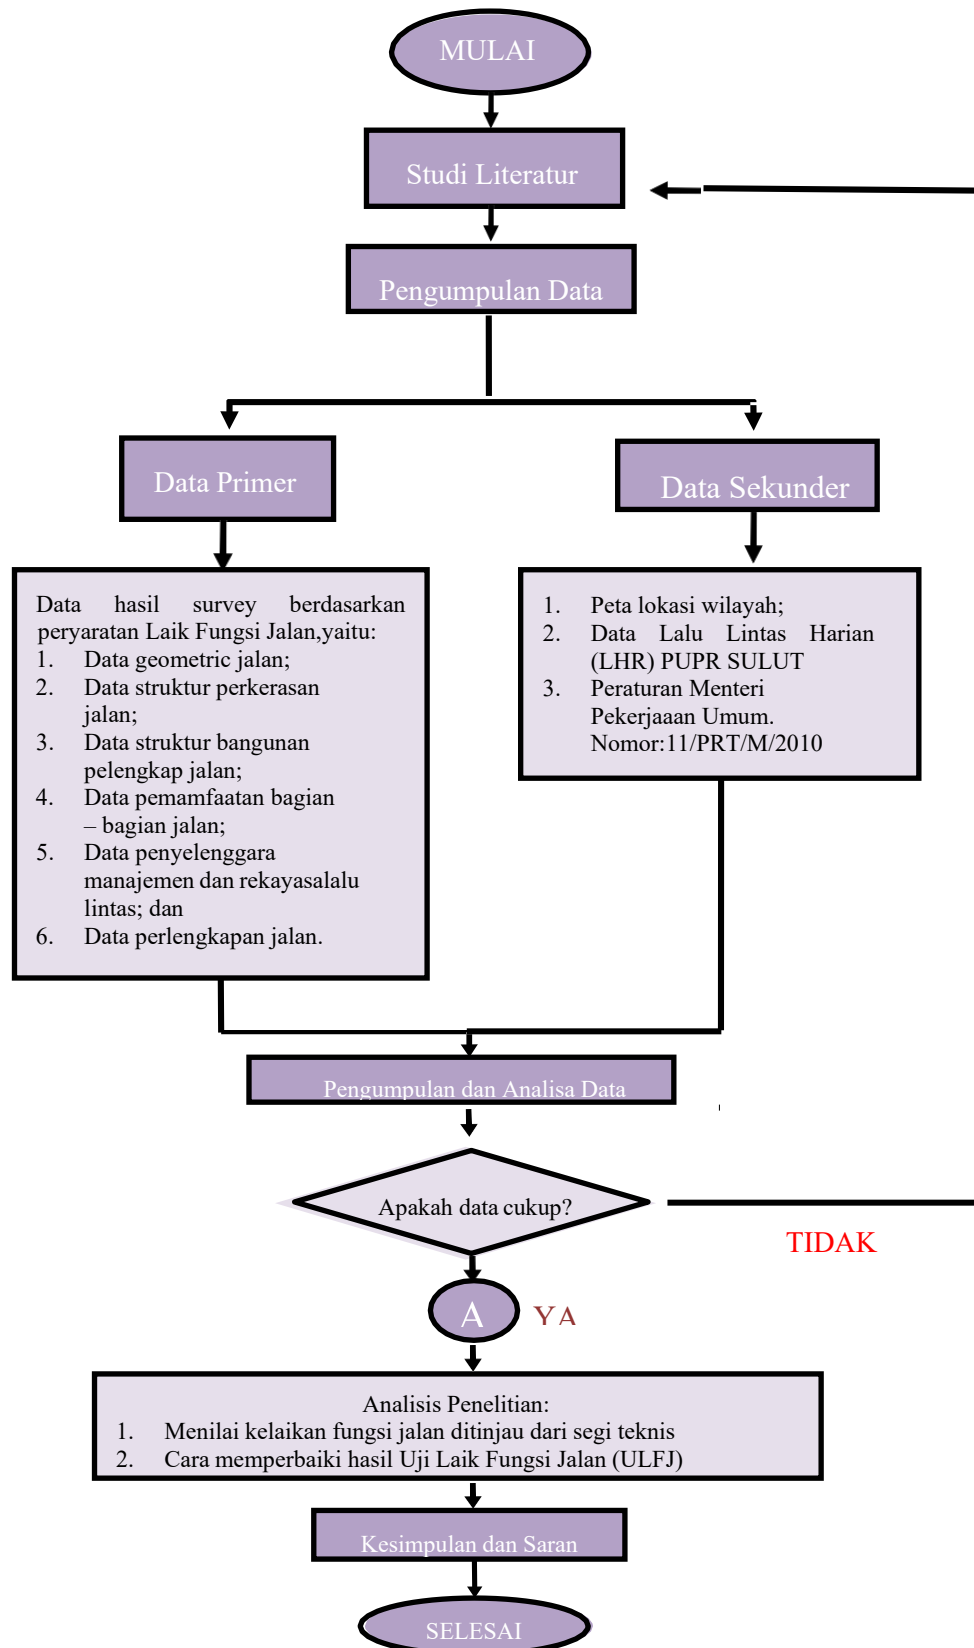 MULAI
Studi Literatur
Pengumpulan Data
Data Primer
Data Sekunder
Data hasil survey berdasarkan
peryaratan Laik Fungsi Jalan,yaitu:
1. Data geometric jalan;
2. Data struktur perkerasan
jalan;
3. Data struktur bangunan
pelengkap jalan;
4. Data pemamfaatan bagian
– bagian jalan;
5. Data penyelenggara
manajemen dan rekayasalalu
lintas; dan
6. Data perlengkapan jalan.
1. Peta lokasi wilayah;
2. Data Lalu Lintas Harian
(LHR) PUPR SULUT
3. Peraturan Menteri
Pekerjaaan Umum.
Nomor:11/PRT/M/2010
Pengumpulan dan Analisa Data
Apakah data cukup?
TIDAK
A
YA
Analisis Penelitian:
1. Menilai kelaikan fungsi jalan ditinjau dari segi teknis
2. Cara memperbaiki hasil Uji Laik Fungsi Jalan (ULFJ)
Kesimpulan dan Saran
SELESAI